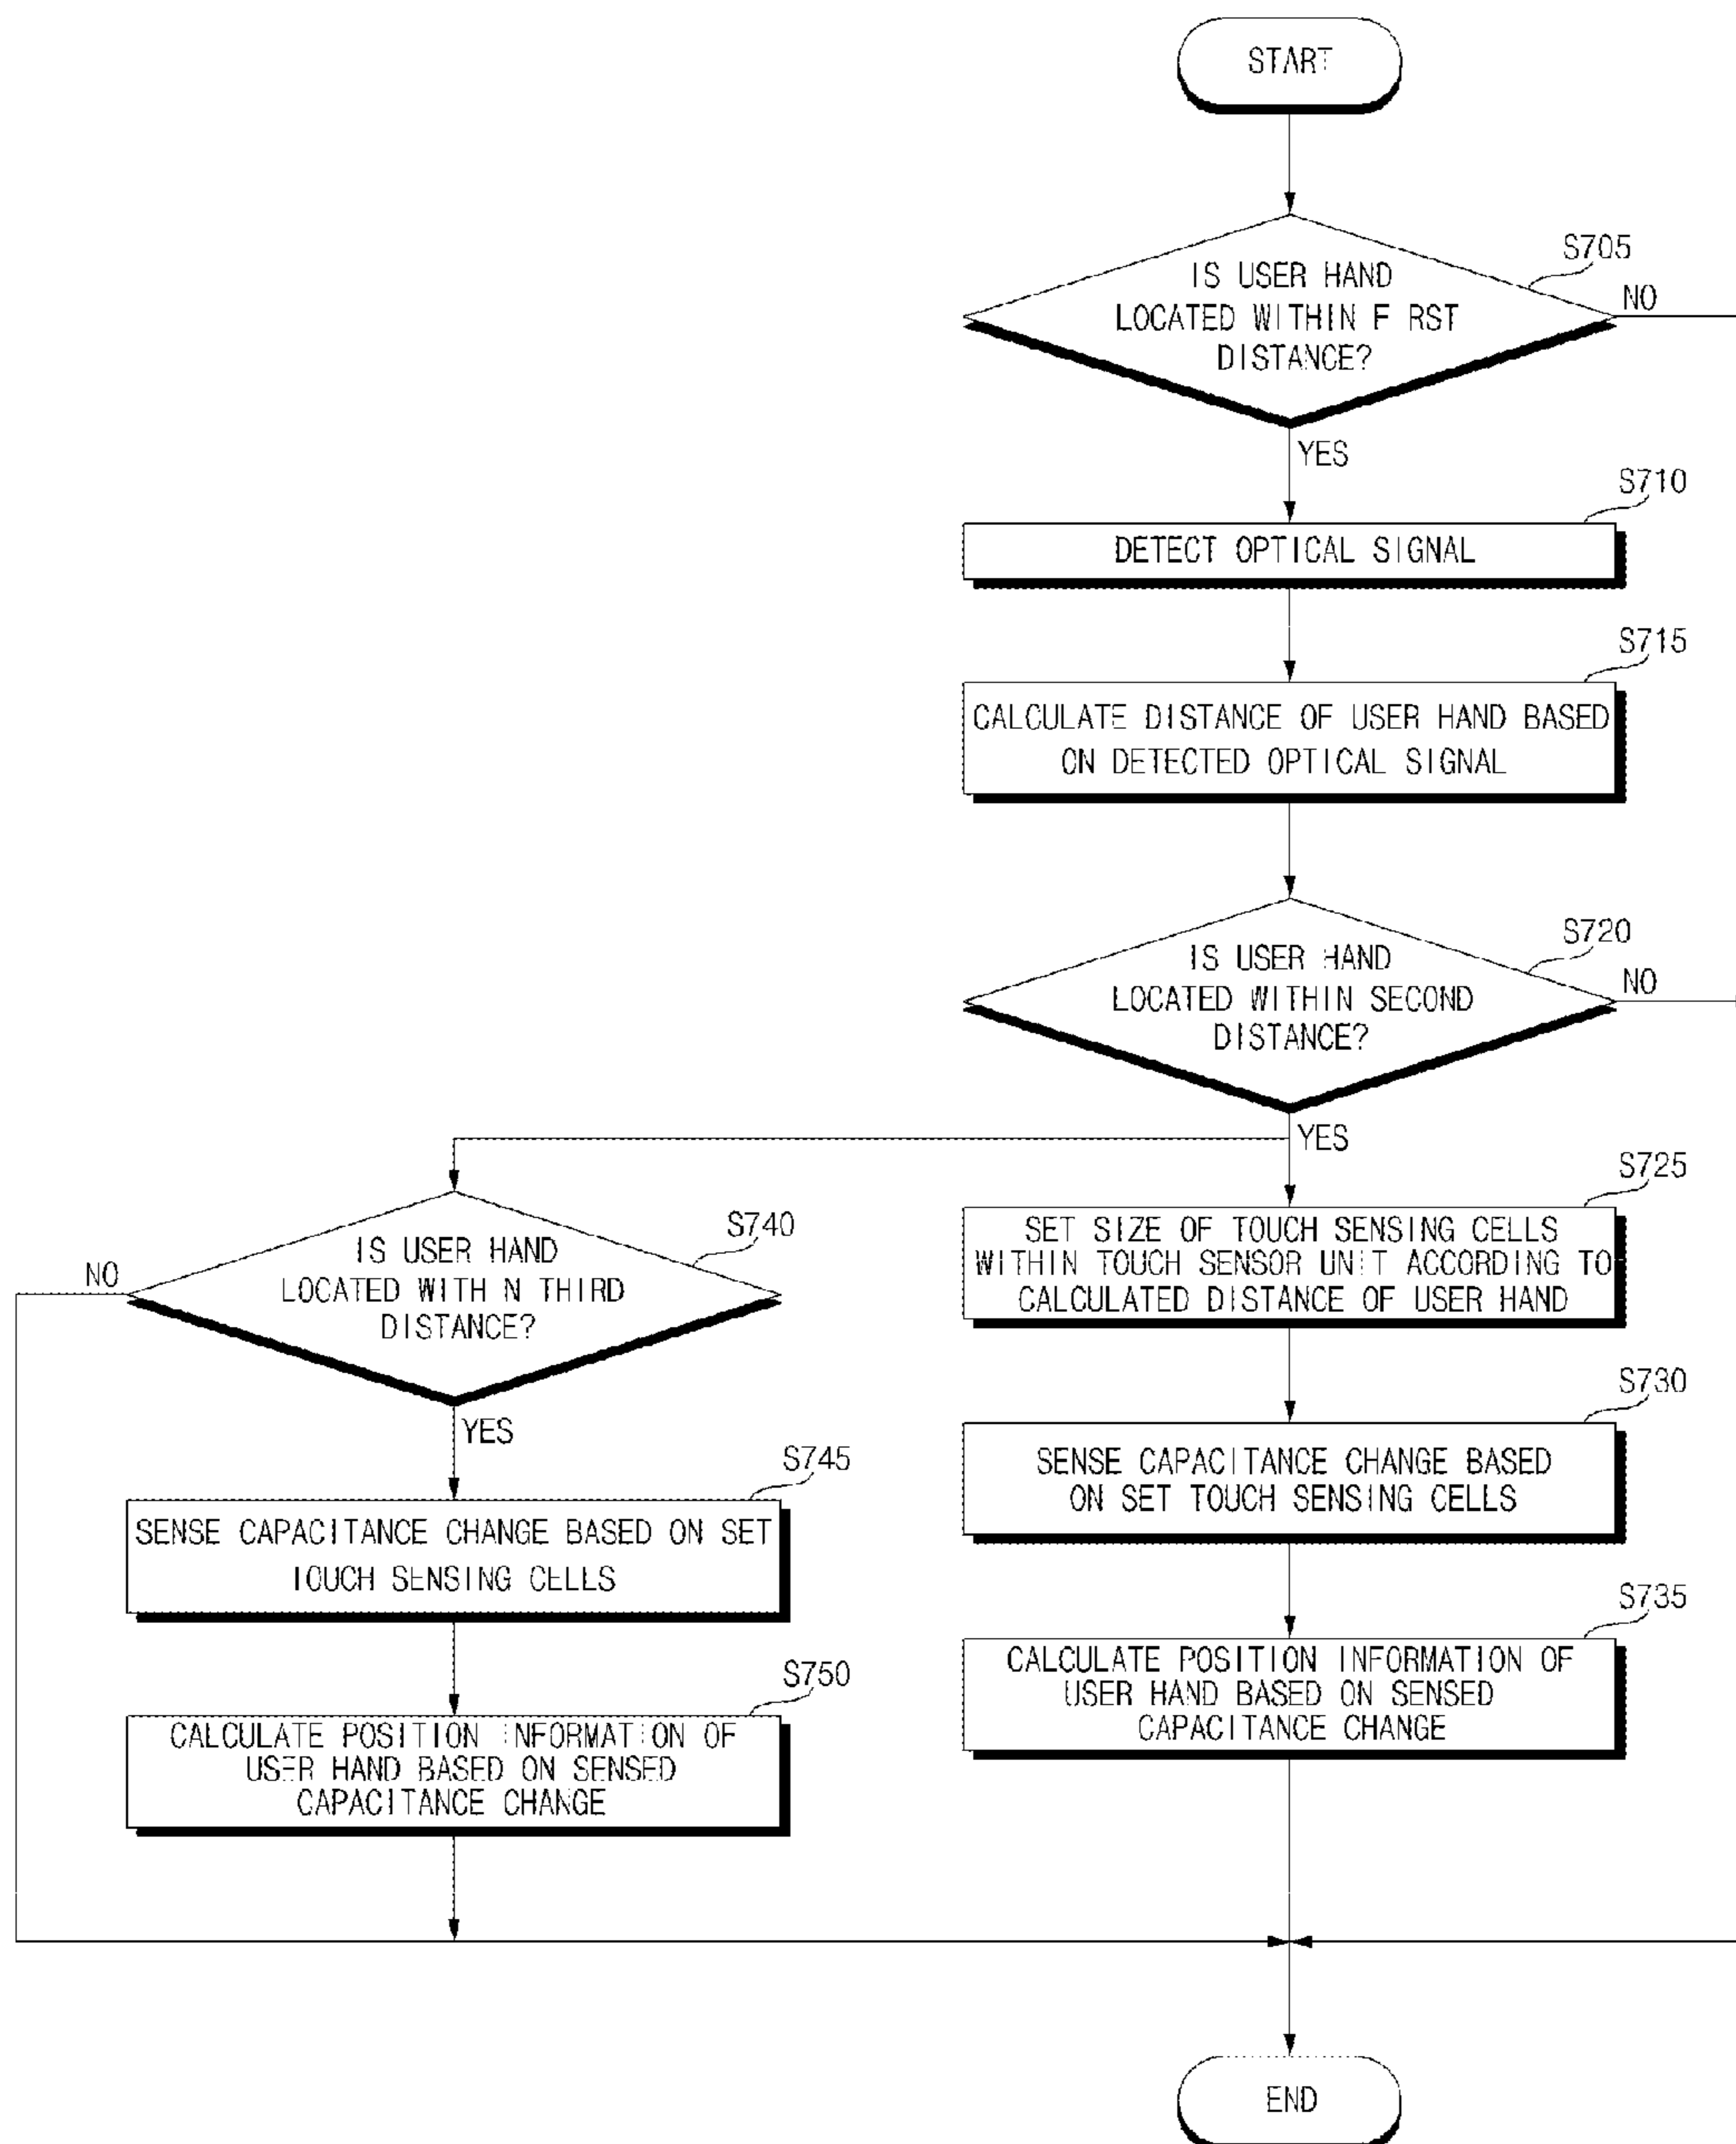 START
S705
IS USER HAND
LOCATED WITHIN F RST
DISTANCE?
NO
YES
S710
DETECT OPTICAL SIGNAL
S715
CALCULATE DISTANCE OF USER HAND BASED
ON DETECTED OPTICAL SIGNAL
S720
IS USER HAND
LOCATED WITHIN SECOND
DISTANCE?
NO
YES
S725
SET SIZE OF TOUCH SENSING CELLS
WITHIN TOUCH SENSOR UNIT ACCORDING TO
CALCULATED DISTANCE OF USER HAND
S730
SENSE CAPACITANCE CHANGE BASED
ON SET TOUCH SENSING CELLS
S735
CALCULATE POSITION INFORMATION OF
USER HAND BASED ON SENSED
CAPACITANCE CHANGE
S740
IS USER HAND
LOCATED WITH N THIRD
DISTANCE?
NO
YES
S745
SENSE CAPACITANCE CHANGE BASED ON SET
TOUCH SENSING CELLS
S750
CALCULATE POSITION INFORMATION OF
USER HAND BASED ON SENSED
CAPACITANCE CHANGE
END